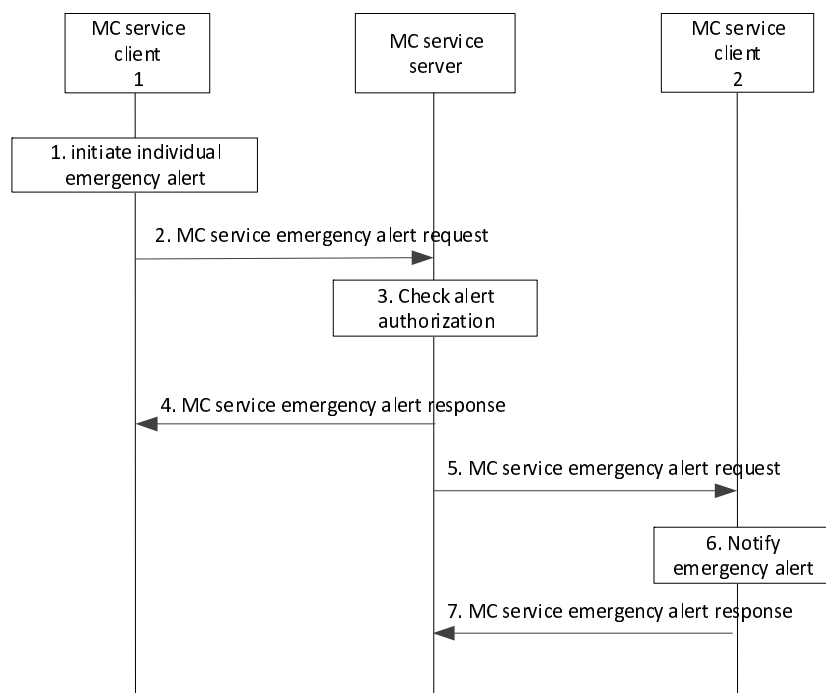 MC service
client
1
MC service
server
MC service
client
2
1. initiate individual
emergency alert
2. MC service emergency alert request
3. Check alert
authorization
4. MC service emergency alert response
5. MC service emergency alert request
6. Notify
emergency alert
7. MC service emergency alert response